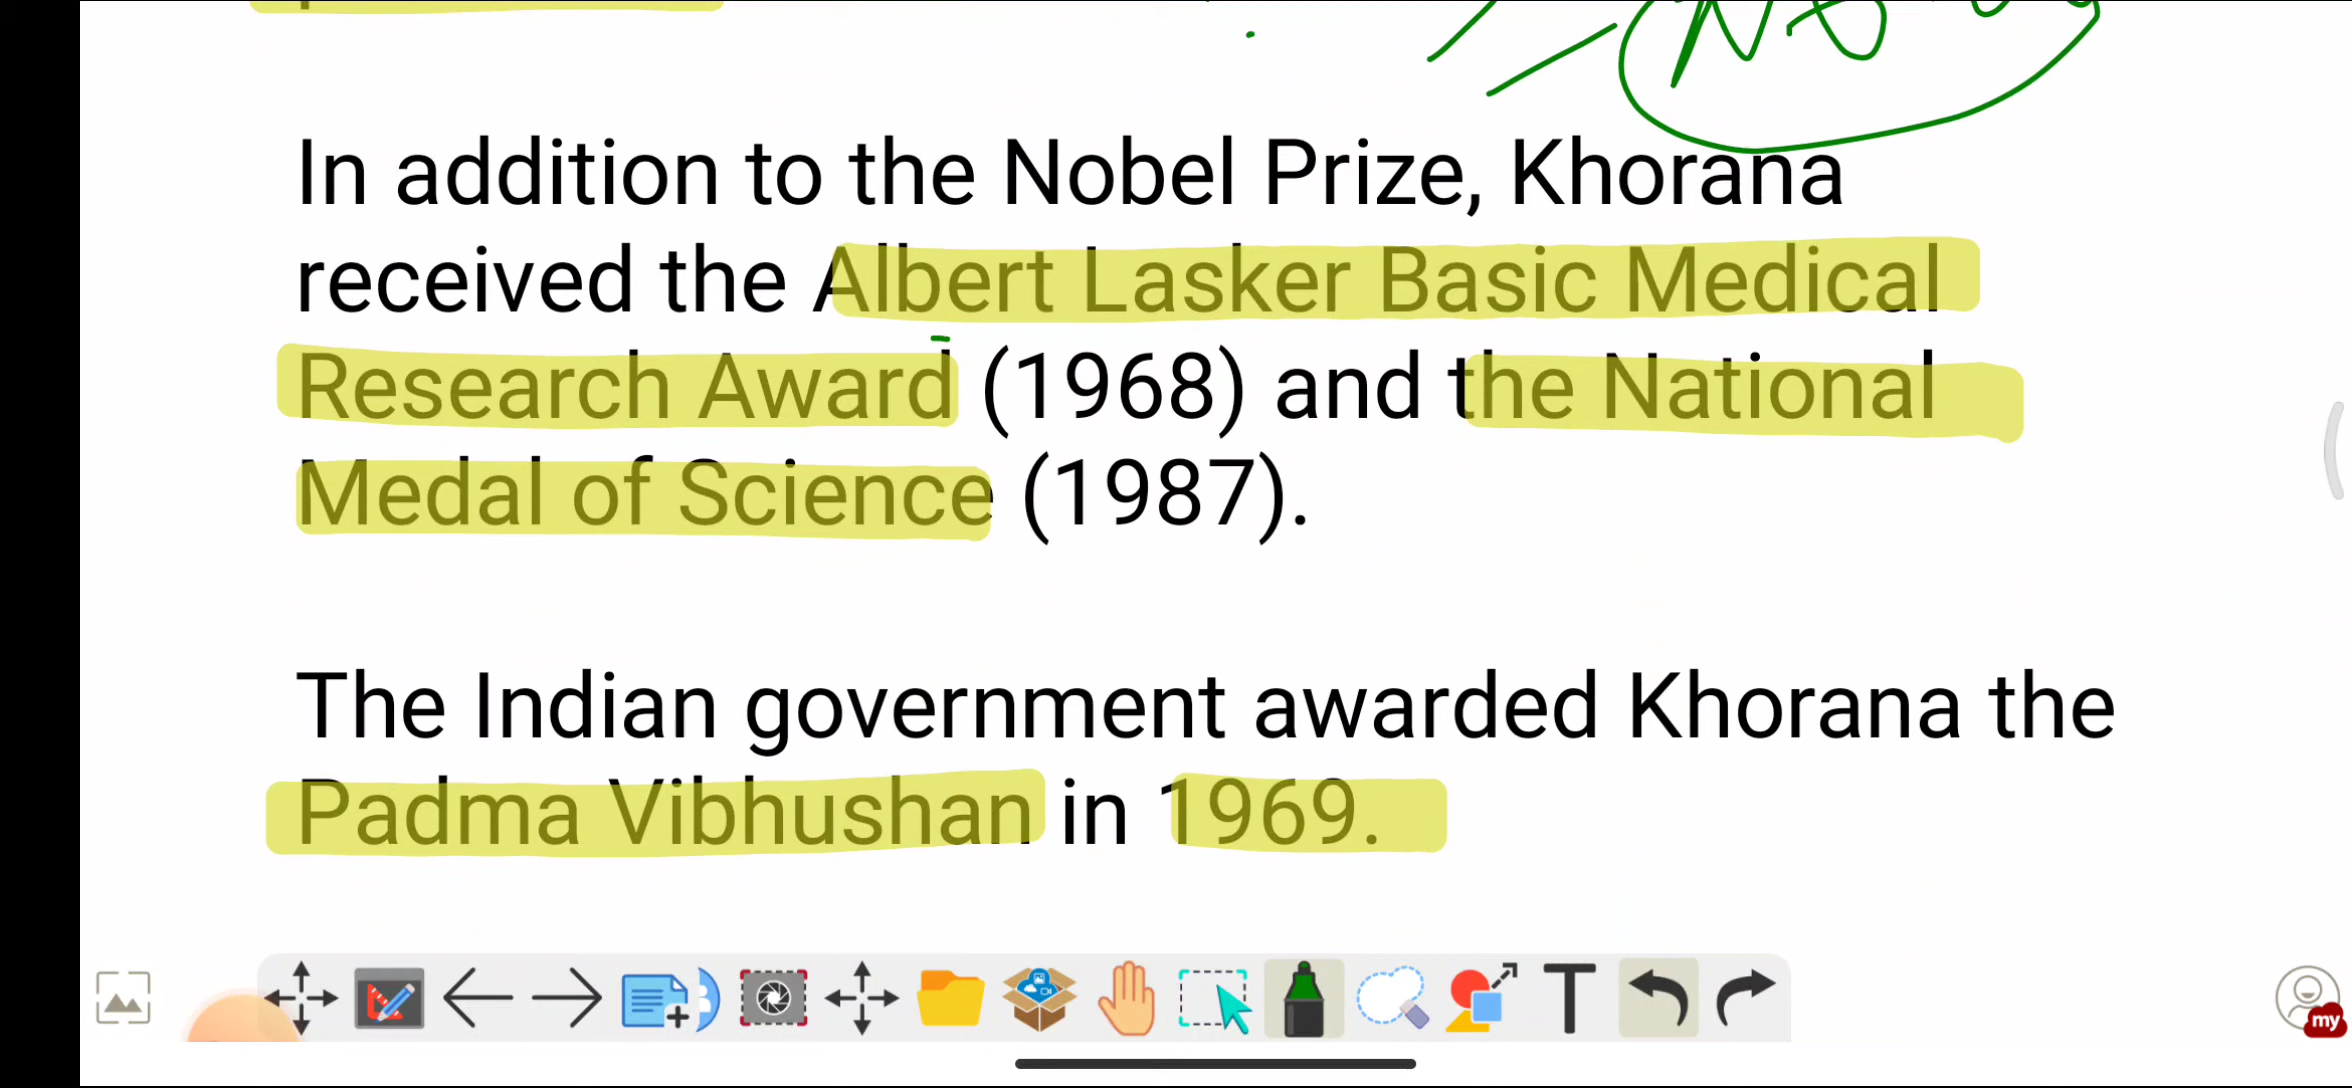 In addition to the Nobel Prize, Khorana
received the Albert Lasker Basic Medical
Research Award (1968) and the National
Medal of Science (1987).
The Indian government awarded Khorana the
Padma Vibhushan in 1969.
T
my